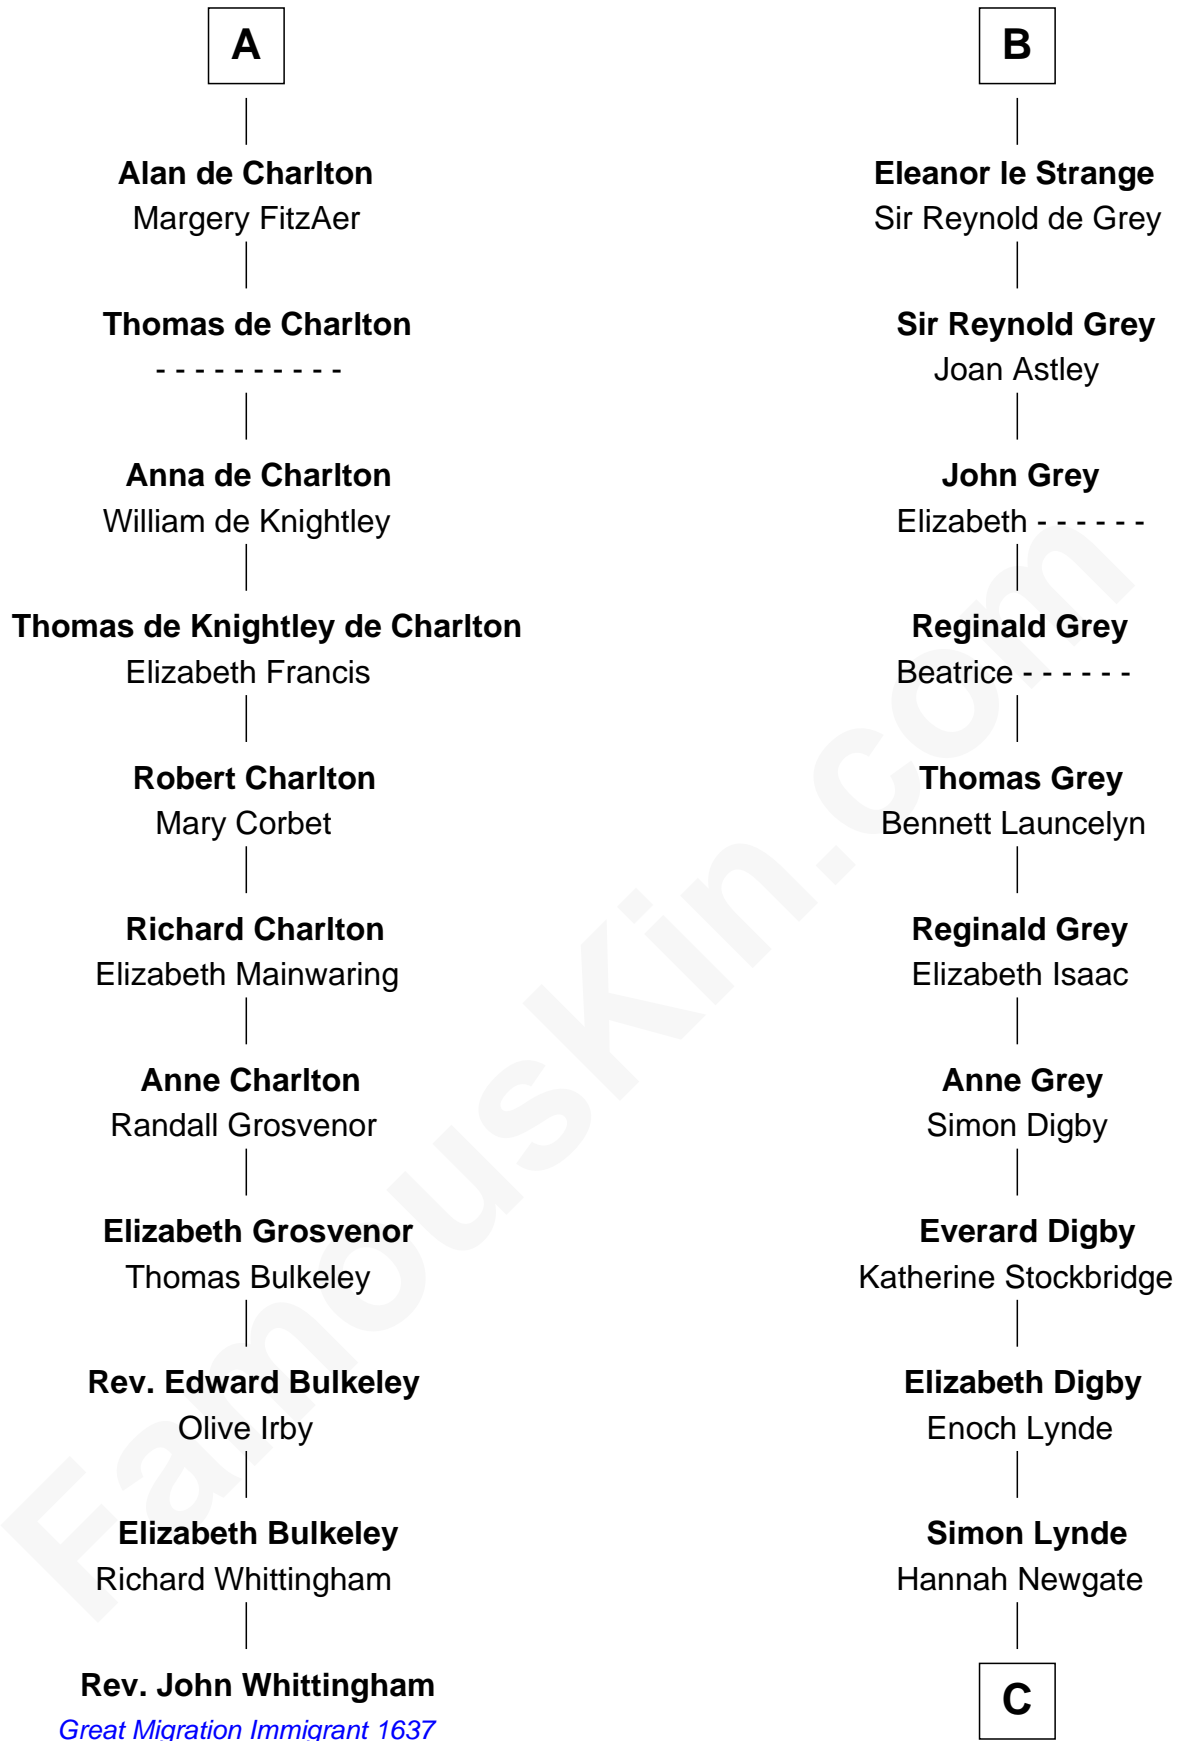 A
Alan de Charlton
Margery FitzAer
Thomas de Charlton
- - - - - - - - - -
Anna de Charlton
William de Knightley
Thomas de Knightley de Charlton
Elizabeth Francis
Robert Charlton
Mary Corbet
Richard Charlton
Elizabeth Mainwaring
Anne Charlton
Randall Grosvenor
Elizabeth Grosvenor
Thomas Bulkeley
Rev. Edward Bulkeley
Olive Irby
Elizabeth Bulkeley
Richard Whittingham
Rev. John Whittingham
Great Migration Immigrant 1637
B
Eleanor le Strange
Sir Reynold de Grey
Sir Reynold Grey
Joan Astley
John Grey
Elizabeth - - - - - -
Reginald Grey
Beatrice - - - - - -
Thomas Grey
Bennett Launcelyn
Reginald Grey
Elizabeth Isaac
Anne Grey
Simon Digby
Everard Digby
Katherine Stockbridge
Elizabeth Digby
Enoch Lynde
Simon Lynde
Hannah Newgate
C
FamousKin.com